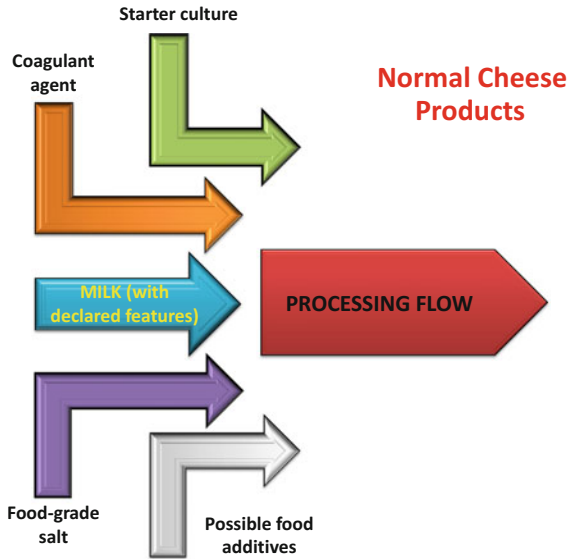 Starter culture
Coagulant
agent
Normal Cheese
Products
MILK (with
declared features)
PROCESSING FLOW
Food-grade
salt
Possible food
additives